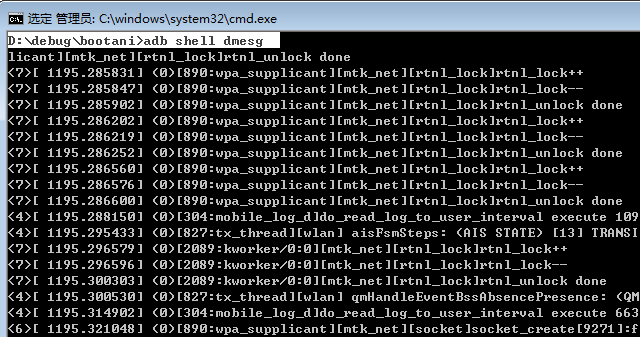 选定 管理员: C:\windows\system32\cmd.exe
D:\debug\bootani>adb shell dmesg
licant][mtk_net][rtnl_lock]rtnl_unlock done
<7>[ 1195.285831] (0)[890:wpa_supplicant][mtk_net][rtnl_lock]rtnl_lock++
<7>[ 1195.285847] (0)[890:wpa_supplicant][mtk_net][rtnl_lock]rtnl_lock--
<7>[ 1195.285902] (0)[890:wpa_supplicant][mtk_net][rtnl_lock]rtnl_unlock done
<7>[ 1195.286202] (0)[890:wpa_supplicant][mtk_net][rtnl_lock]rtnl_lock++
<7>[ 1195.286219] (0)[890:wpa_supplicant][mtk_net][rtnl_lock]rtnl_lock--
<7>[ 1195.286252] (0)[890:wpa_supplicant][mtk_net][rtnl_lock]rtnl_unlock done
<7>[ 1195.286560] (0)[890:wpa_supplicant][mtk_net][rtnl_lock]rtnl_lock++
<7>[ 1195.286576] (0)[890:wpa_supplicant][mtk_net][rtnl_lock]rtnl_lock--
<7>[ 1195.286600] (0)[890:wpa_supplicant][mtk_net][rtnl_lock]rtnl_unlock done
<4>[ 1195.288150] (0)[304:mobile_log_d]do_read_log_to_user_interval execute 109
<4>[ 1195.295433] (0)[827:tx_thread][wlan] aisFsmSteps: (AIS STATE) [13] TRANSI
<7>[ 1195.296579] (0)[2089:kworker/0:0][mtk_net][rtnl_lock]rtnl_lock++
<7>[ 1195.296596] (0)[2089:kworker/0:0][mtk_net][rtnl_lock]rtnl_lock--
<7>[ 1195.300303] (0)[2089:kworker/0:0][mtk_net][rtnl_lock]rtnl_unlock done
<4>[ 1195.300530] (0)[827:tx_thread][wlan] qmHandleEventBssAbsencePresence: (QM
<4>[ 1195.314902] (0)[304:mobile_log_d]do_read_log_to_user_interval execute 663
<6>[ 1195.321048] (0)[890:wpa_supplicant][mtk_net][socket]socket_create[9271]:f